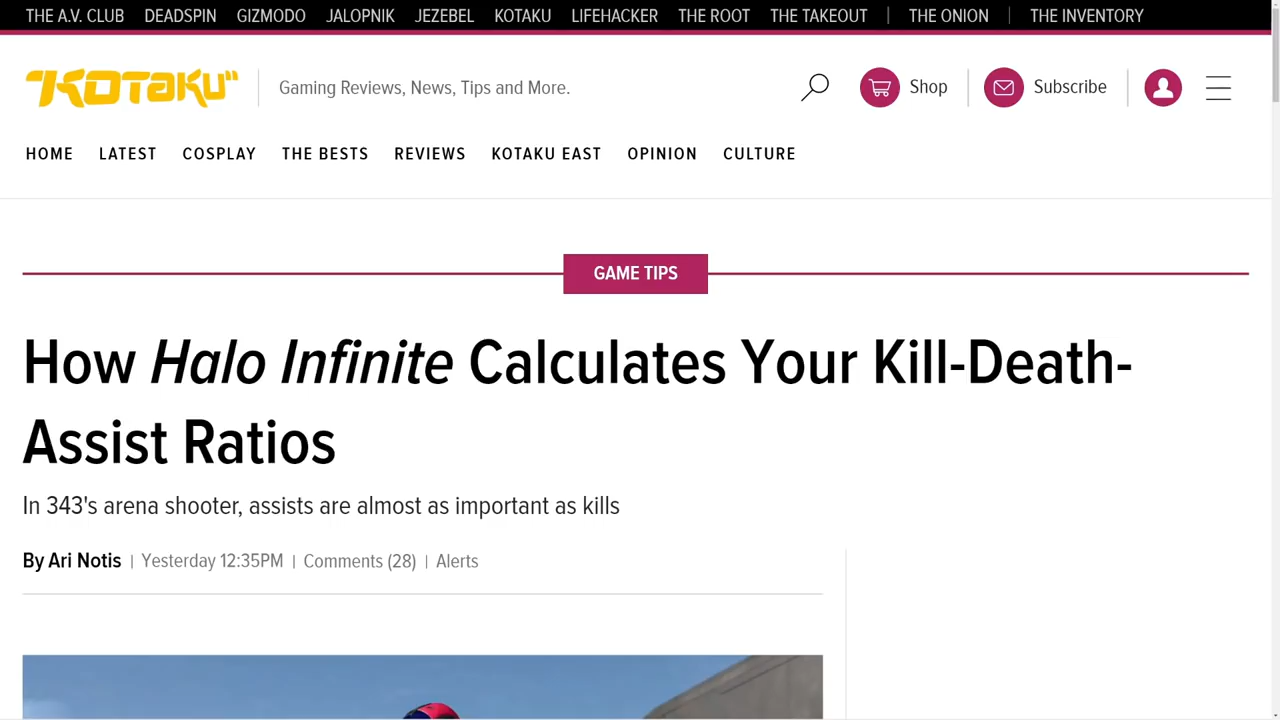 THE A.V. CLUB DEADSPIN GIZMODO JALOPNIK JEZEBEL KOTAKU LIFEHACKER THE ROOT THE TAKEOUT | THE ONION | THE INVENTORY
KOTaKU Gaming Reviews, News, Tips and More. Shop Subscribe
HOME LATEST COSPLAY THE BESTS REVIEWS KOTAKU EAST OPINION CULTURE
GAME TIPS
How Halo Infinite Calculates Your Kill-Death-
Assist Ratios
In 343's arena shooter, assists are almost as important as kills
By Ari Notis | Yesterday 12:35PM | Comments (28) | Alerts